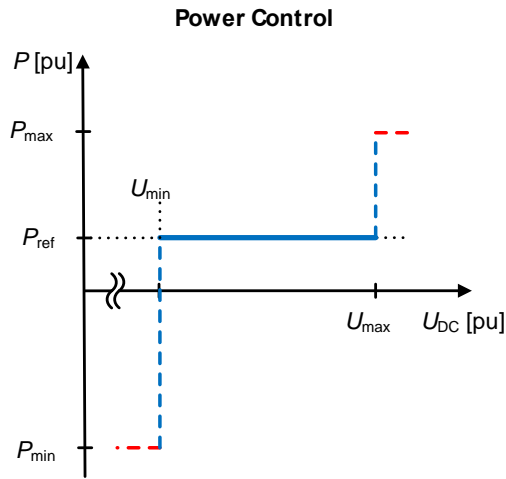 Power Control
P [pu]
Pmax
Umin
Pref
Umax
UDC [pu]
Pmin